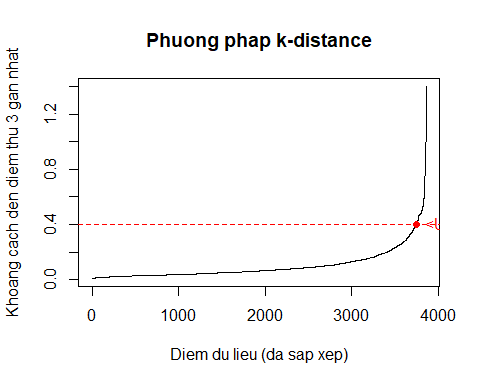 Phuong phap k-distance
Khoang cach den diem thu 3 gan nhat
1.2
0.8
0.4
0.0
0 1000 2000 3000 4000
Diem du lieu (da sap xep)